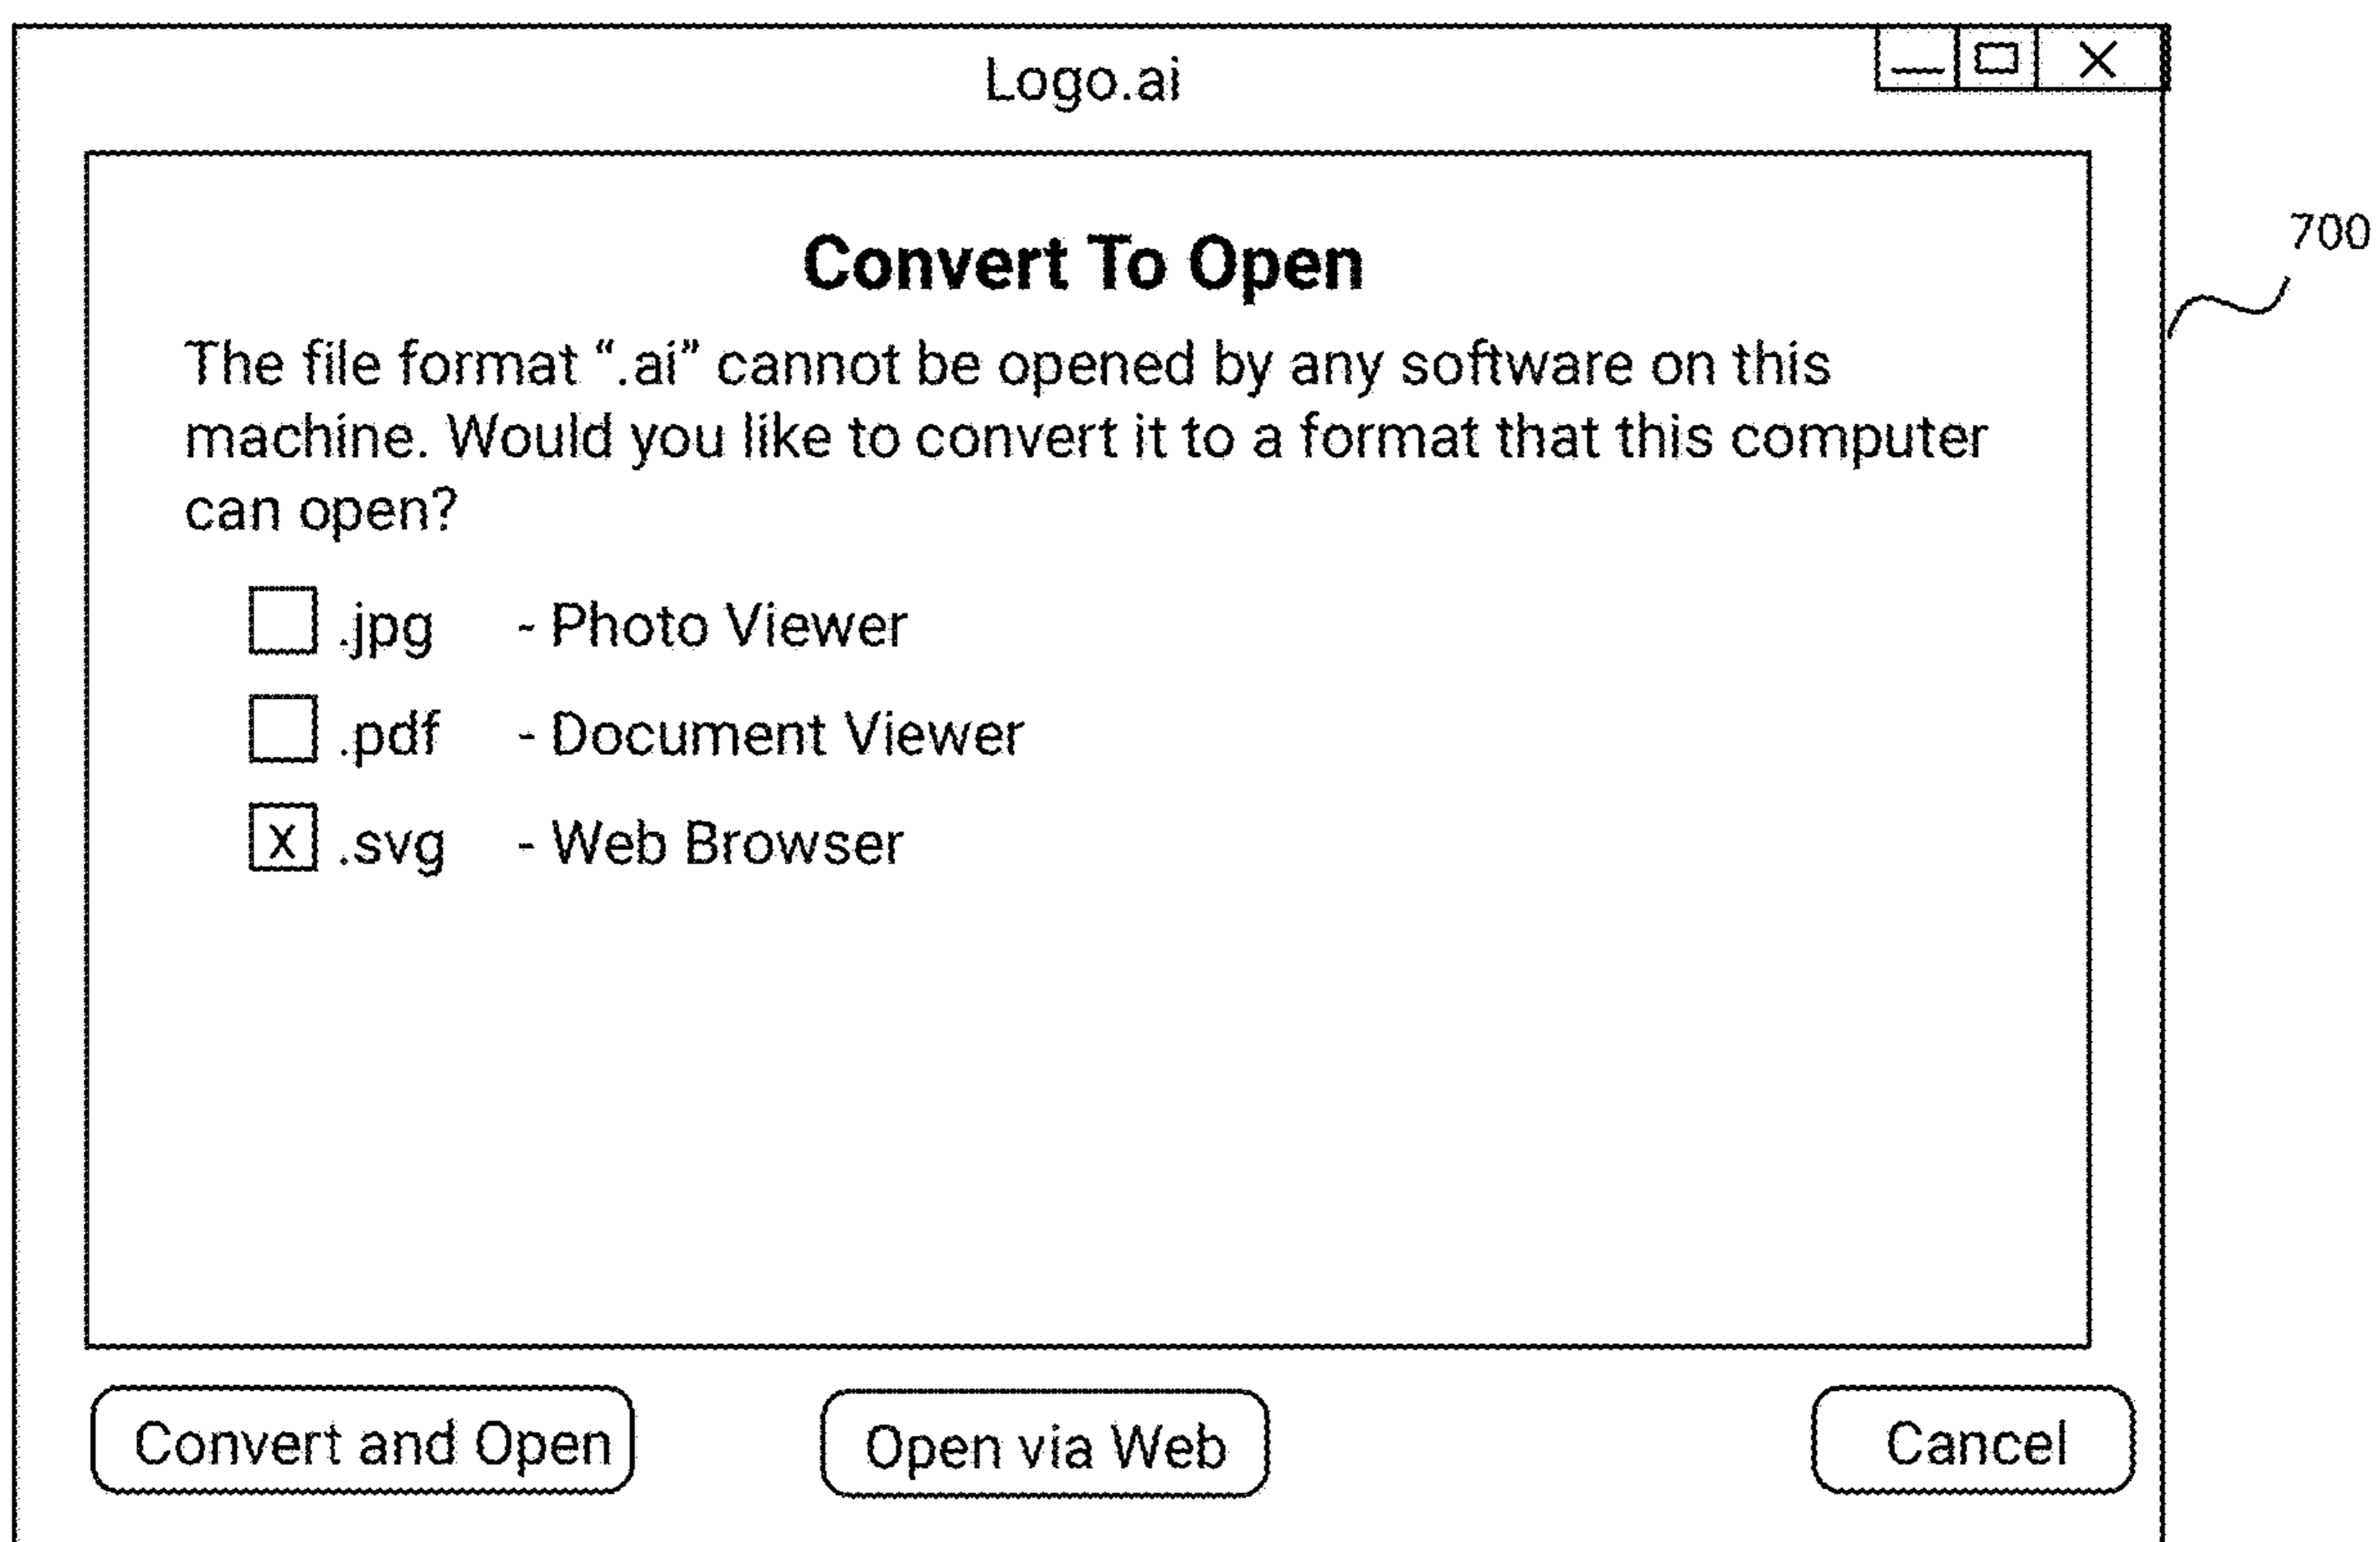 Logo.ai
700
Convert To Open
The file format “.ai” cannot be opened by any software on this
machine. Would you like to convert it to a format that this computer
can open?
.jpg - Photo Viewer
.pdf - Document Viewer
x .svg - Web Browser
Convert and Open Open via Web Cancel